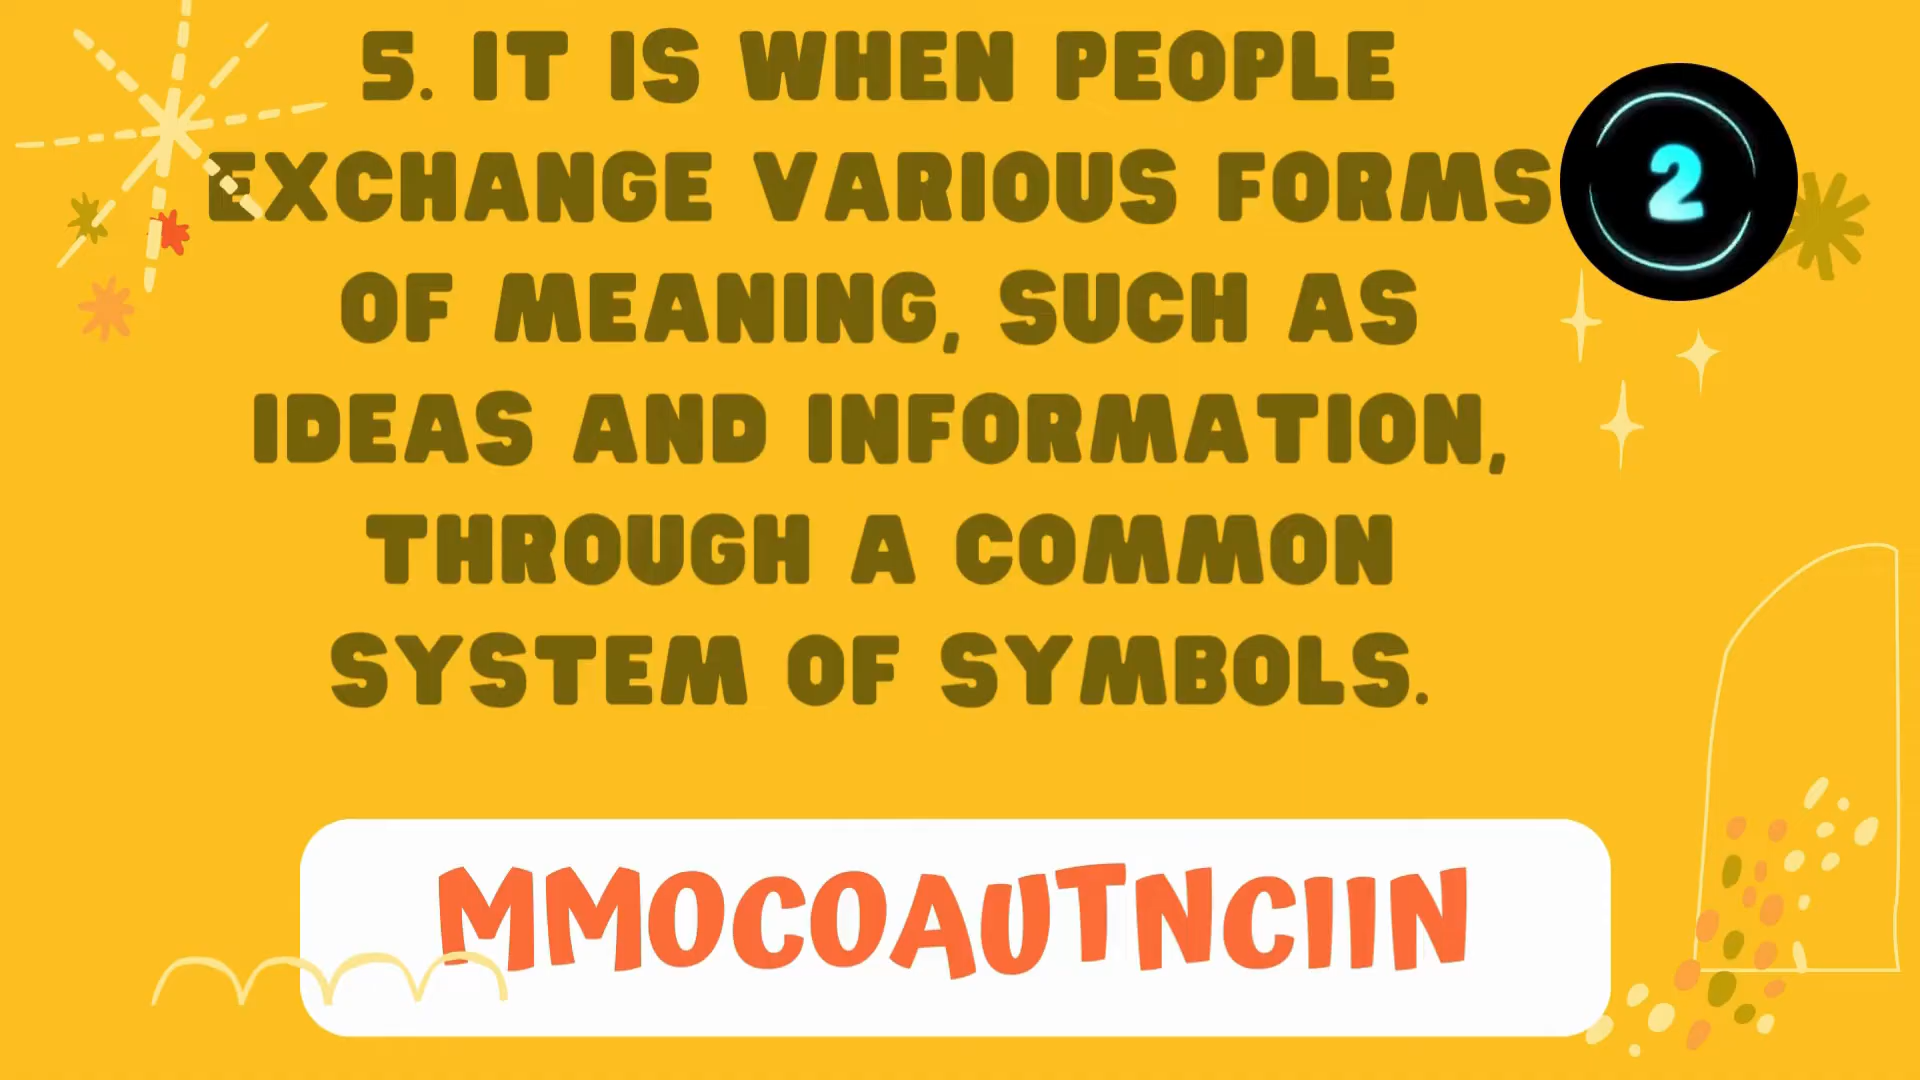 5. IT IS WHEN PEOPLE
EXCHANGE VARIOUS FORMS
OF MEANING, SUCH AS
IDEAS AND INFORMATION,
THROUGH A COMMON
SYSTEM OF SYMBOLS.
2
MMOCOAUTNCIIN